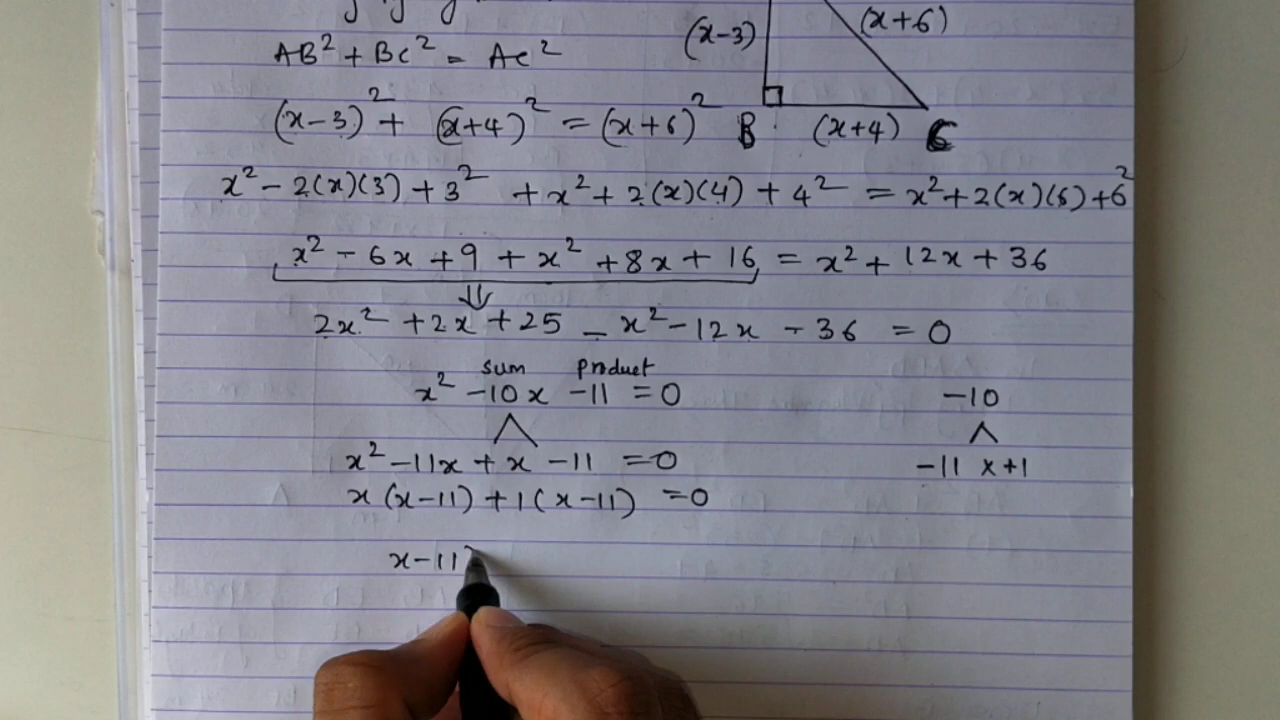 (x-3)
(x+6)
AB² + BC² = AC²
(x-3)² + (x+4)² = (x+6)²
B (x+4) C
x² - 2(x)(3) + 3² + x² + 2(x)(4) + 4² = x² + 2(x)(6) + 6²
x² - 6x + 9 + x² + 8x + 16 = x² + 12x + 36
⇓
2x² + 2x + 25 - x² - 12x - 36 = 0
sum product
x² - 10x - 11 = 0 -10
x² - 11x + x - 11 = 0 -11 x +1
x(x-11) + 1(x-11) = 0
x-11